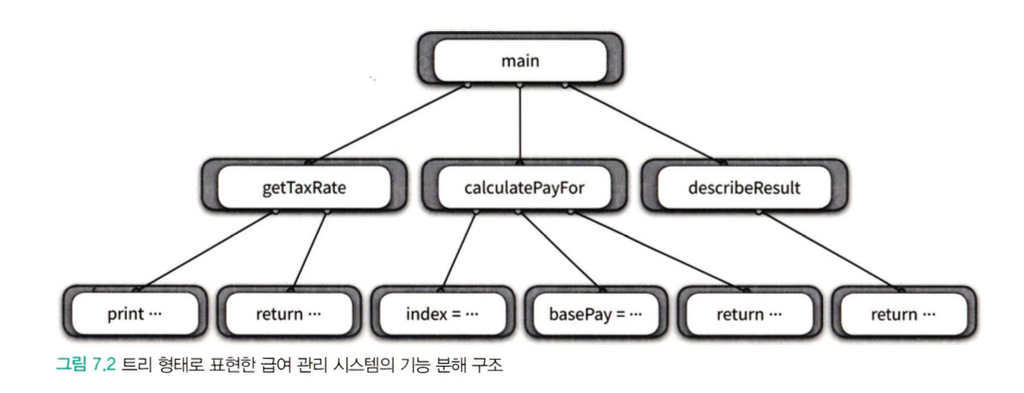 main
getTaxRate
calculatePayFor
describeResult
print ···
return ···
index = ···
basePay = ···
return ···
return ···
그림 7.2 트리 형태로 표현한 급여 관리 시스템의 기능 분해 구조